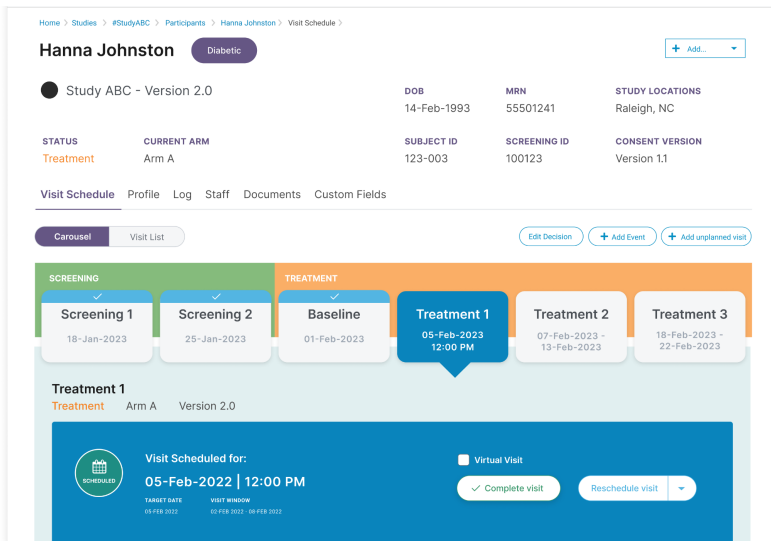 Home > Studies > #StudyABC > Participants > Hanna Johnston > Visit Schedule >
Hanna Johnston
Diabetic
+ Add...
Study ABC - Version 2.0
DOB
14-Feb-1993
MRN
55501241
STUDY LOCATIONS
Raleigh, NC
STATUS
Treatment
CURRENT ARM
Arm A
SUBJECT ID
123-003
SCREENING ID
100123
CONSENT VERSION
Version 1.1
Visit Schedule Profile Log Staff Documents Custom Fields
Carousel Visit List
Edit Decision
+ Add Event
+ Add unplanned visit
SCREENING
TREATMENT
Screening 1
18-Jan-2023
Screening 2
25-Jan-2023
Baseline
01-Feb-2023
Treatment 1
05-Feb-2023
12:00 PM
Treatment 2
07-Feb-2023 -
13-Feb-2023
Treatment 3
18-Feb-2023 -
22-Feb-2023
Treatment 1
Treatment Arm A Version 2.0
SCHEDULED
Visit Scheduled for:
05-Feb-2022 | 12:00 PM
TARGET DATE
05-FEB 2022
VISIT WINDOW
02-FEB 2022 - 08-FEB 2022
Virtual Visit
Complete visit
Reschedule visit